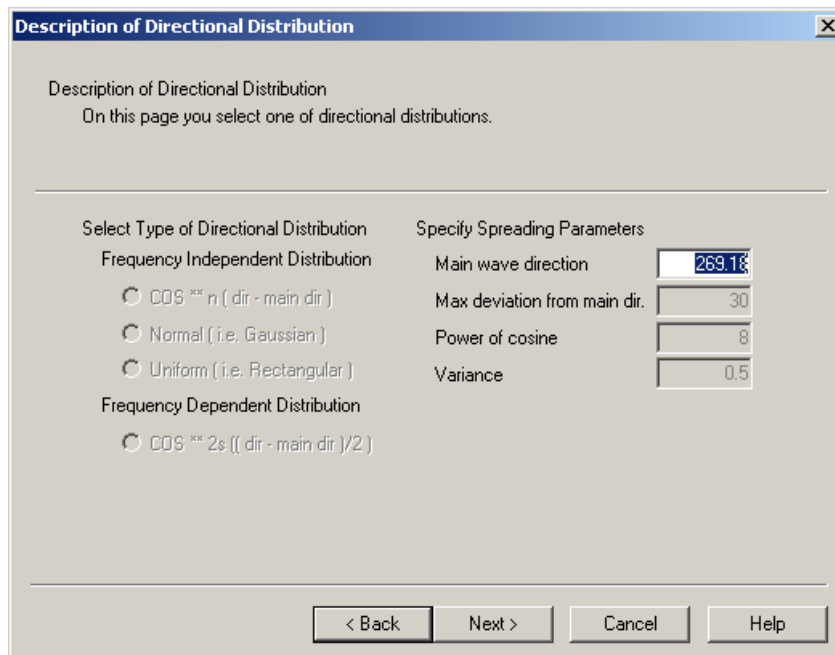 Description of Directional Distribution
Description of Directional Distribution
On this page you select one of directional distributions.
Select Type of Directional Distribution
Frequency Independent Distribution
COS ** n ( dir - main dir )
Normal ( i.e. Gaussian )
Uniform ( i.e. Rectangular )
Frequency Dependent Distribution
COS ** 2s (( dir - main dir )/2 )
Specify Spreading Parameters
Main wave direction 269.18
Max deviation from main dir. 30
Power of cosine 8
Variance 0.5
< Back Next > Cancel Help